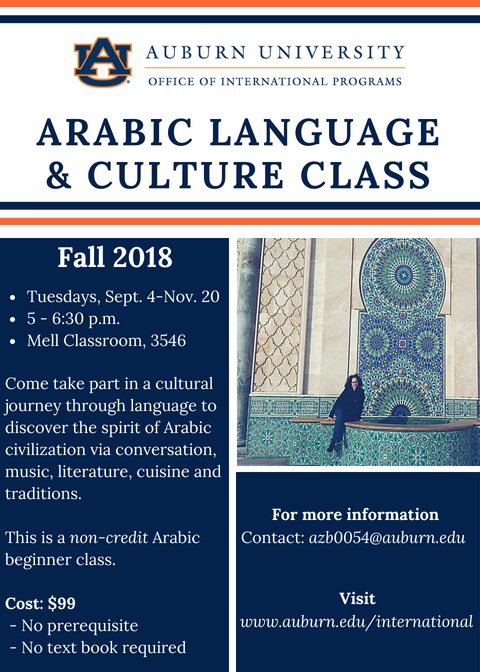 AUBURN UNIVERSITY
OFFICE OF INTERNATIONAL PROGRAMS
ARABIC LANGUAGE
& CULTURE CLASS
Fall 2018
• Tuesdays, Sept. 4-Nov. 20
• 5 - 6:30 p.m.
• Mell Classroom, 3546
Come take part in a cultural
journey through language to
discover the spirit of Arabic
civilization via conversation,
music, literature, cuisine and
traditions.
This is a non-credit Arabic
beginner class.
Cost: $99
- No prerequisite
- No text book required
For more information
Contact: azb0054@auburn.edu
Visit
www.auburn.edu/international